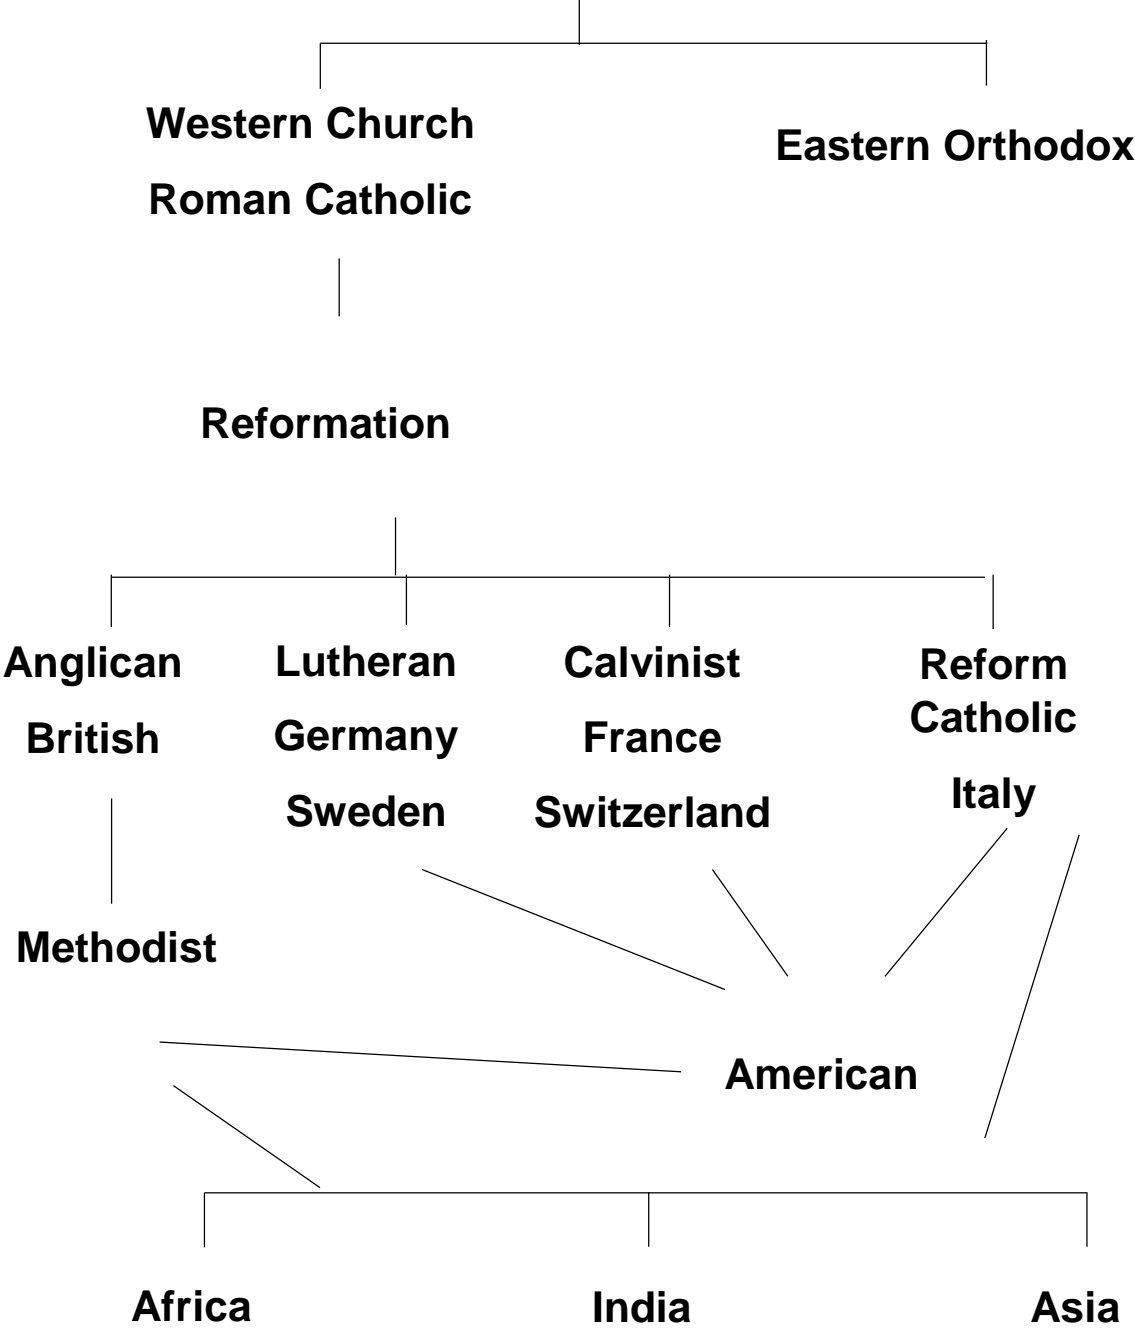 Western Church
Roman Catholic
Eastern Orthodox
Reformation
Anglican
British
Lutheran
Germany
Sweden
Calvinist
France
Switzerland
Reform
Catholic
Italy
Methodist
American
Africa
India
Asia